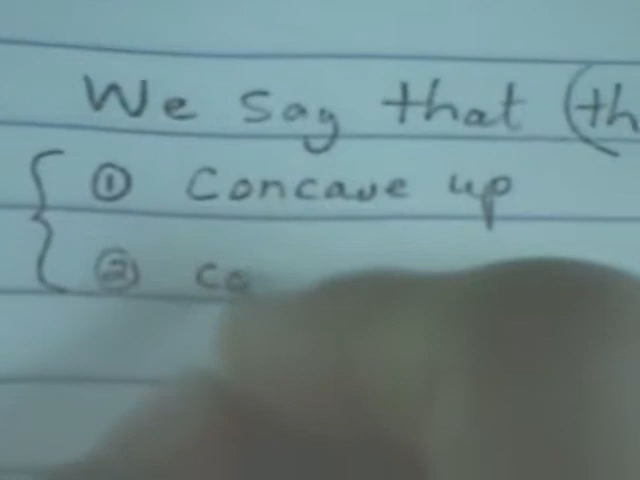 We say that (th
① Concave up
② co